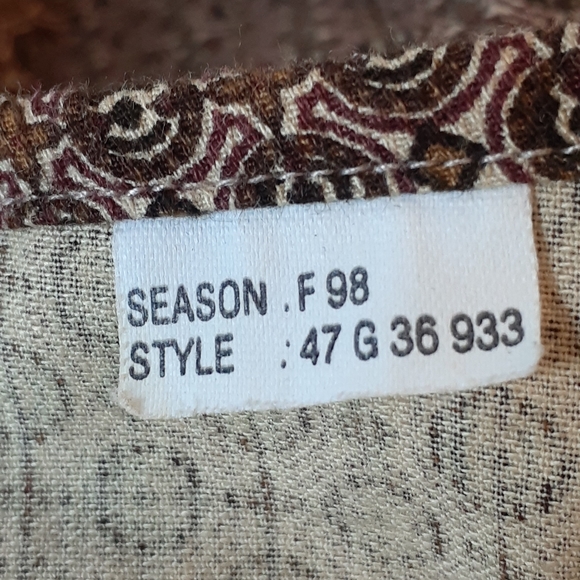 SEASON . F 98
STYLE : 47 G 36 933